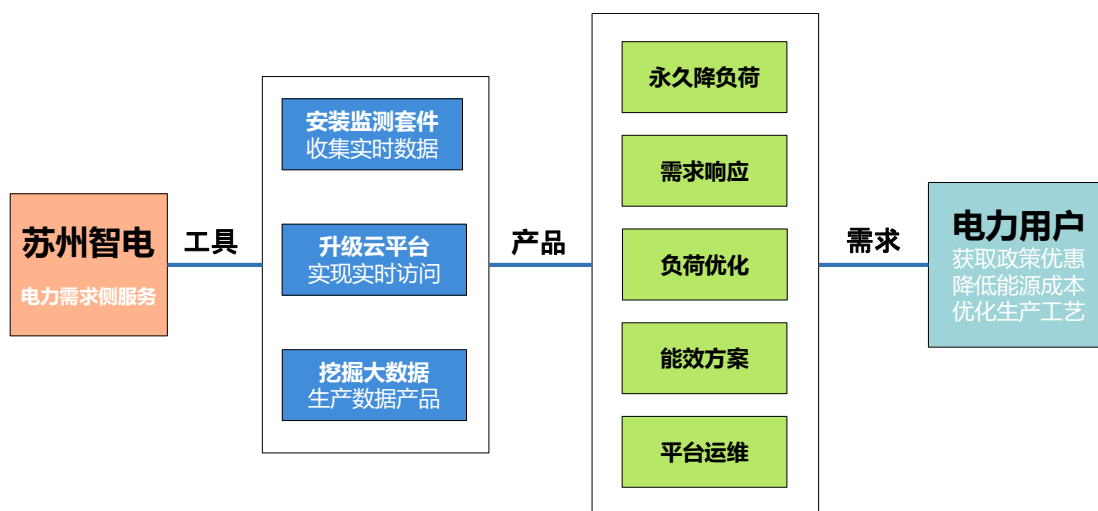 苏州智电
电力需求侧服务
工具
安装监测套件
收集实时数据
升级云平台
实现实时访问
挖掘大数据
生产数据产品
产品
永久降负荷
需求响应
负荷优化
能效方案
平台运维
需求
电力用户
获取政策优惠
降低能源成本
优化生产工艺